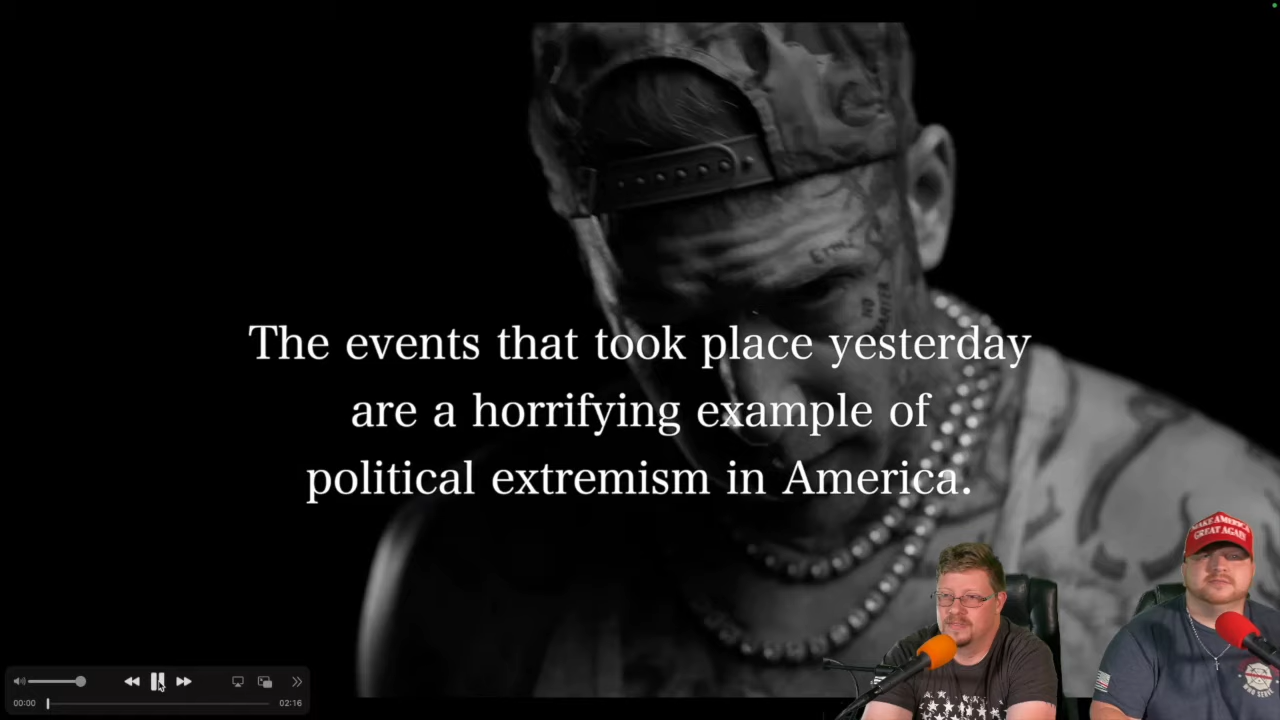 The events that took place yesterday
are a horrifying example of
political extremism in America.
MAKE AMERICA
GREAT AGAIN
00:00
02:16